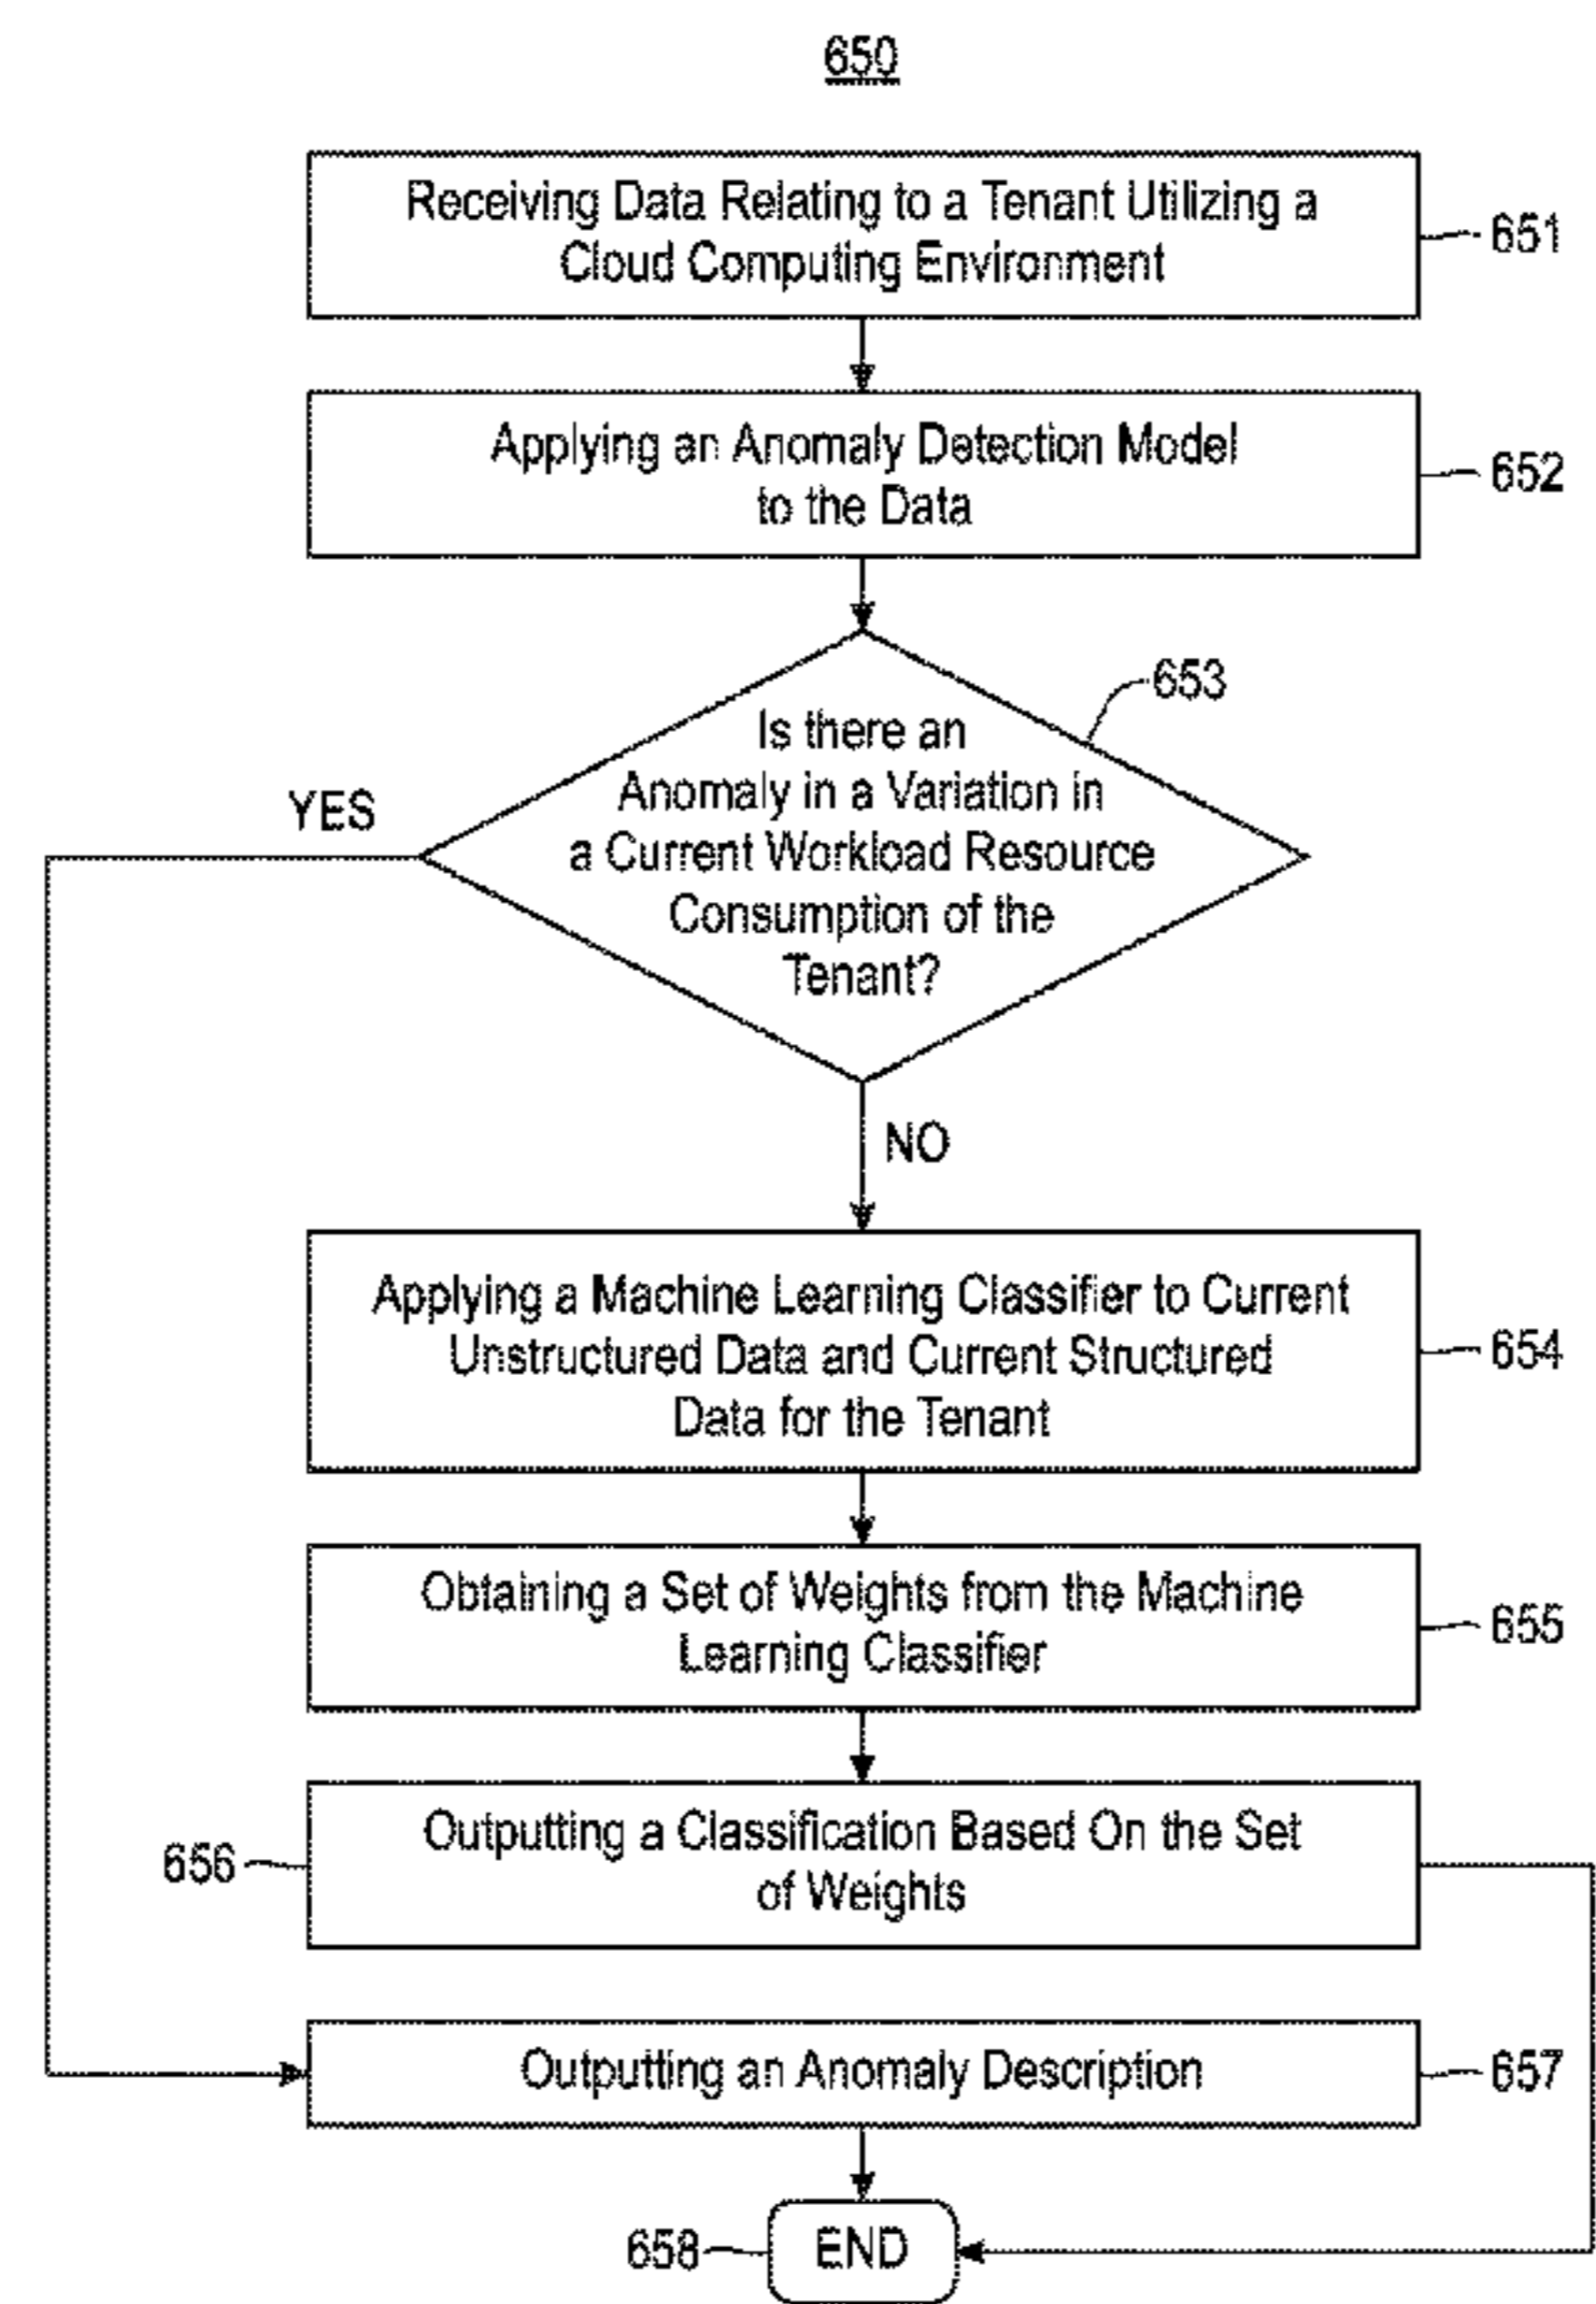 650
Receiving Data Relating to a Tenant Utilizing a
Cloud Computing Environment
651
Applying an Anomaly Detection Model
to the Data
652
653
Is there an
Anomaly in a Variation in
a Current Workload Resource
Consumption of the
Tenant?
YES
NO
Applying a Machine Learning Classifier to Current
Unstructured Data and Current Structured
Data for the Tenant
654
Obtaining a Set of Weights from the Machine
Learning Classifier
655
656
Outputting a Classification Based On the Set
of Weights
Outputting an Anomaly Description
657
658
END